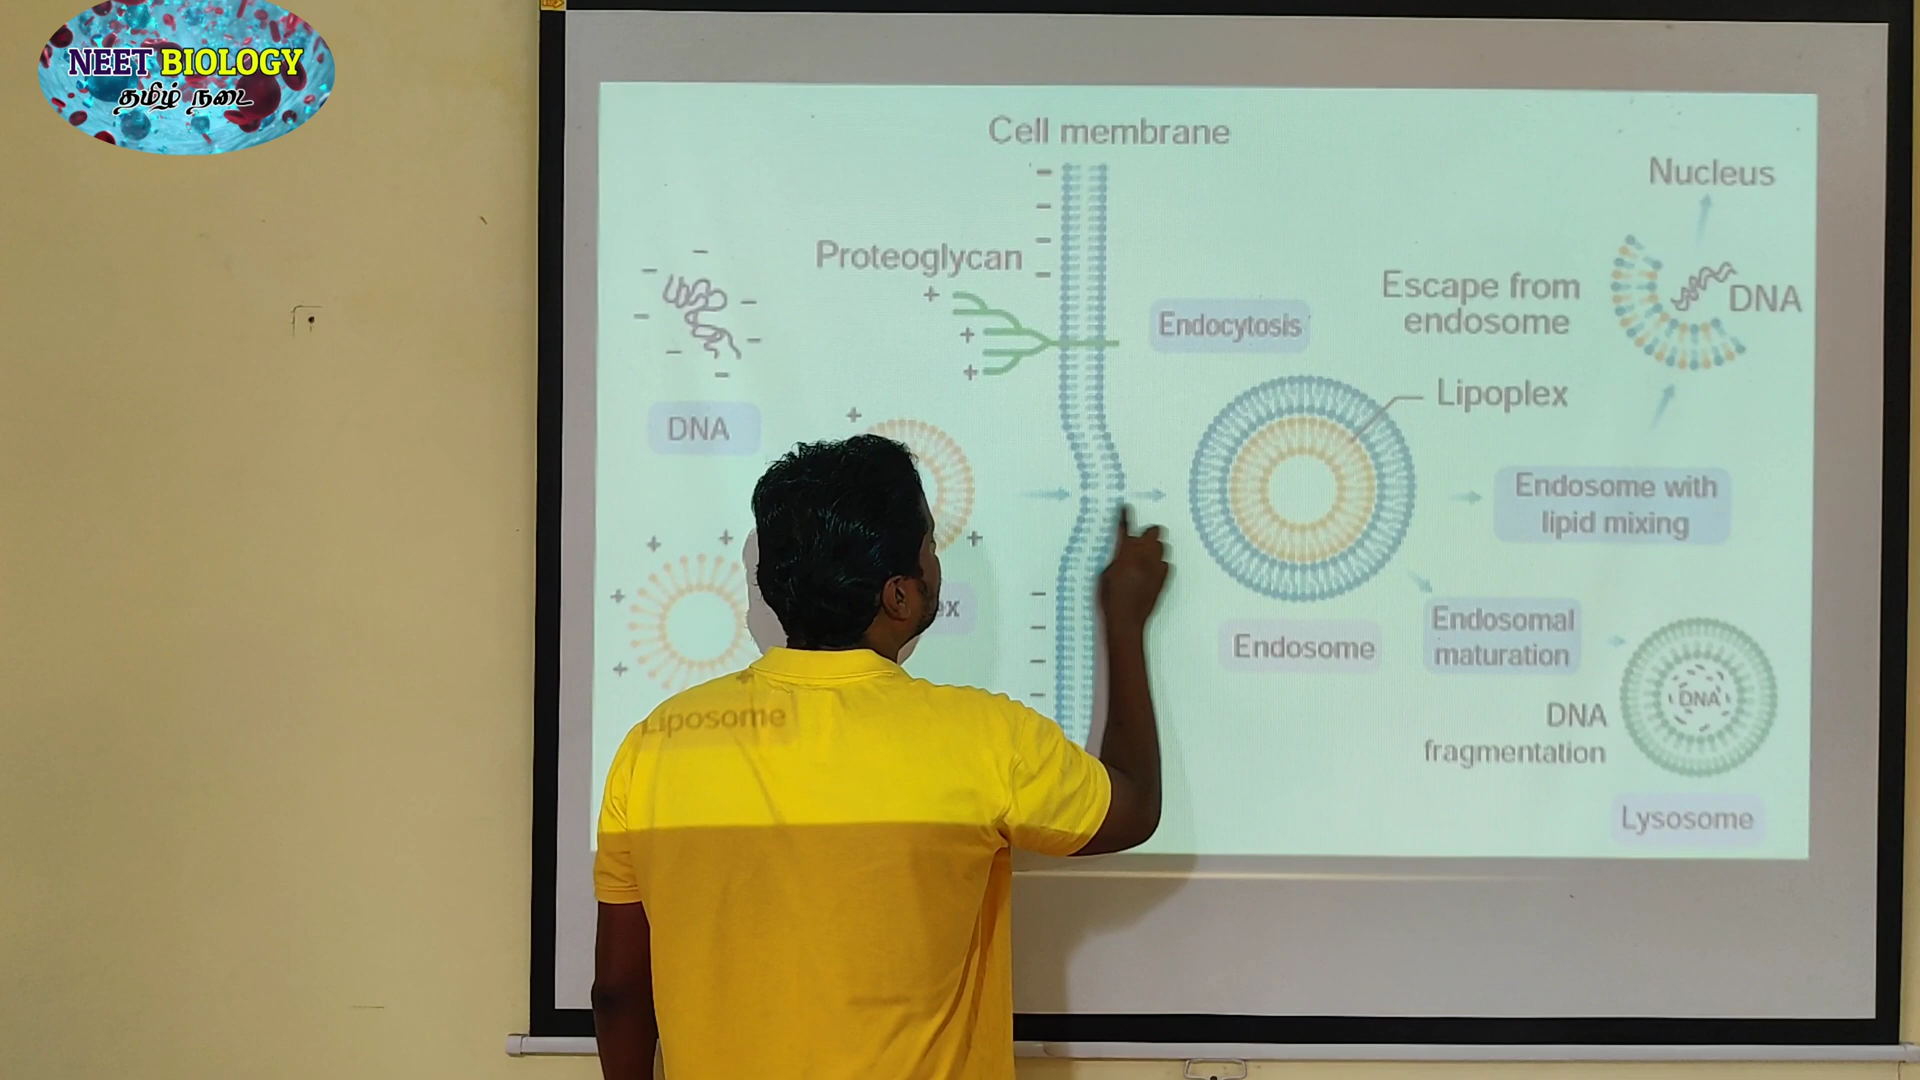 NEET BIOLOGY
தமிழ் நடை
Cell membrane
Nucleus
Proteoglycan
Escape from
endosome
DNA
Endocytosis
Lipoplex
DNA
Endosome with
lipid mixing
Endosomal
maturation
Endosome
DNA
DNA
fragmentation
Liposome
Lysosome